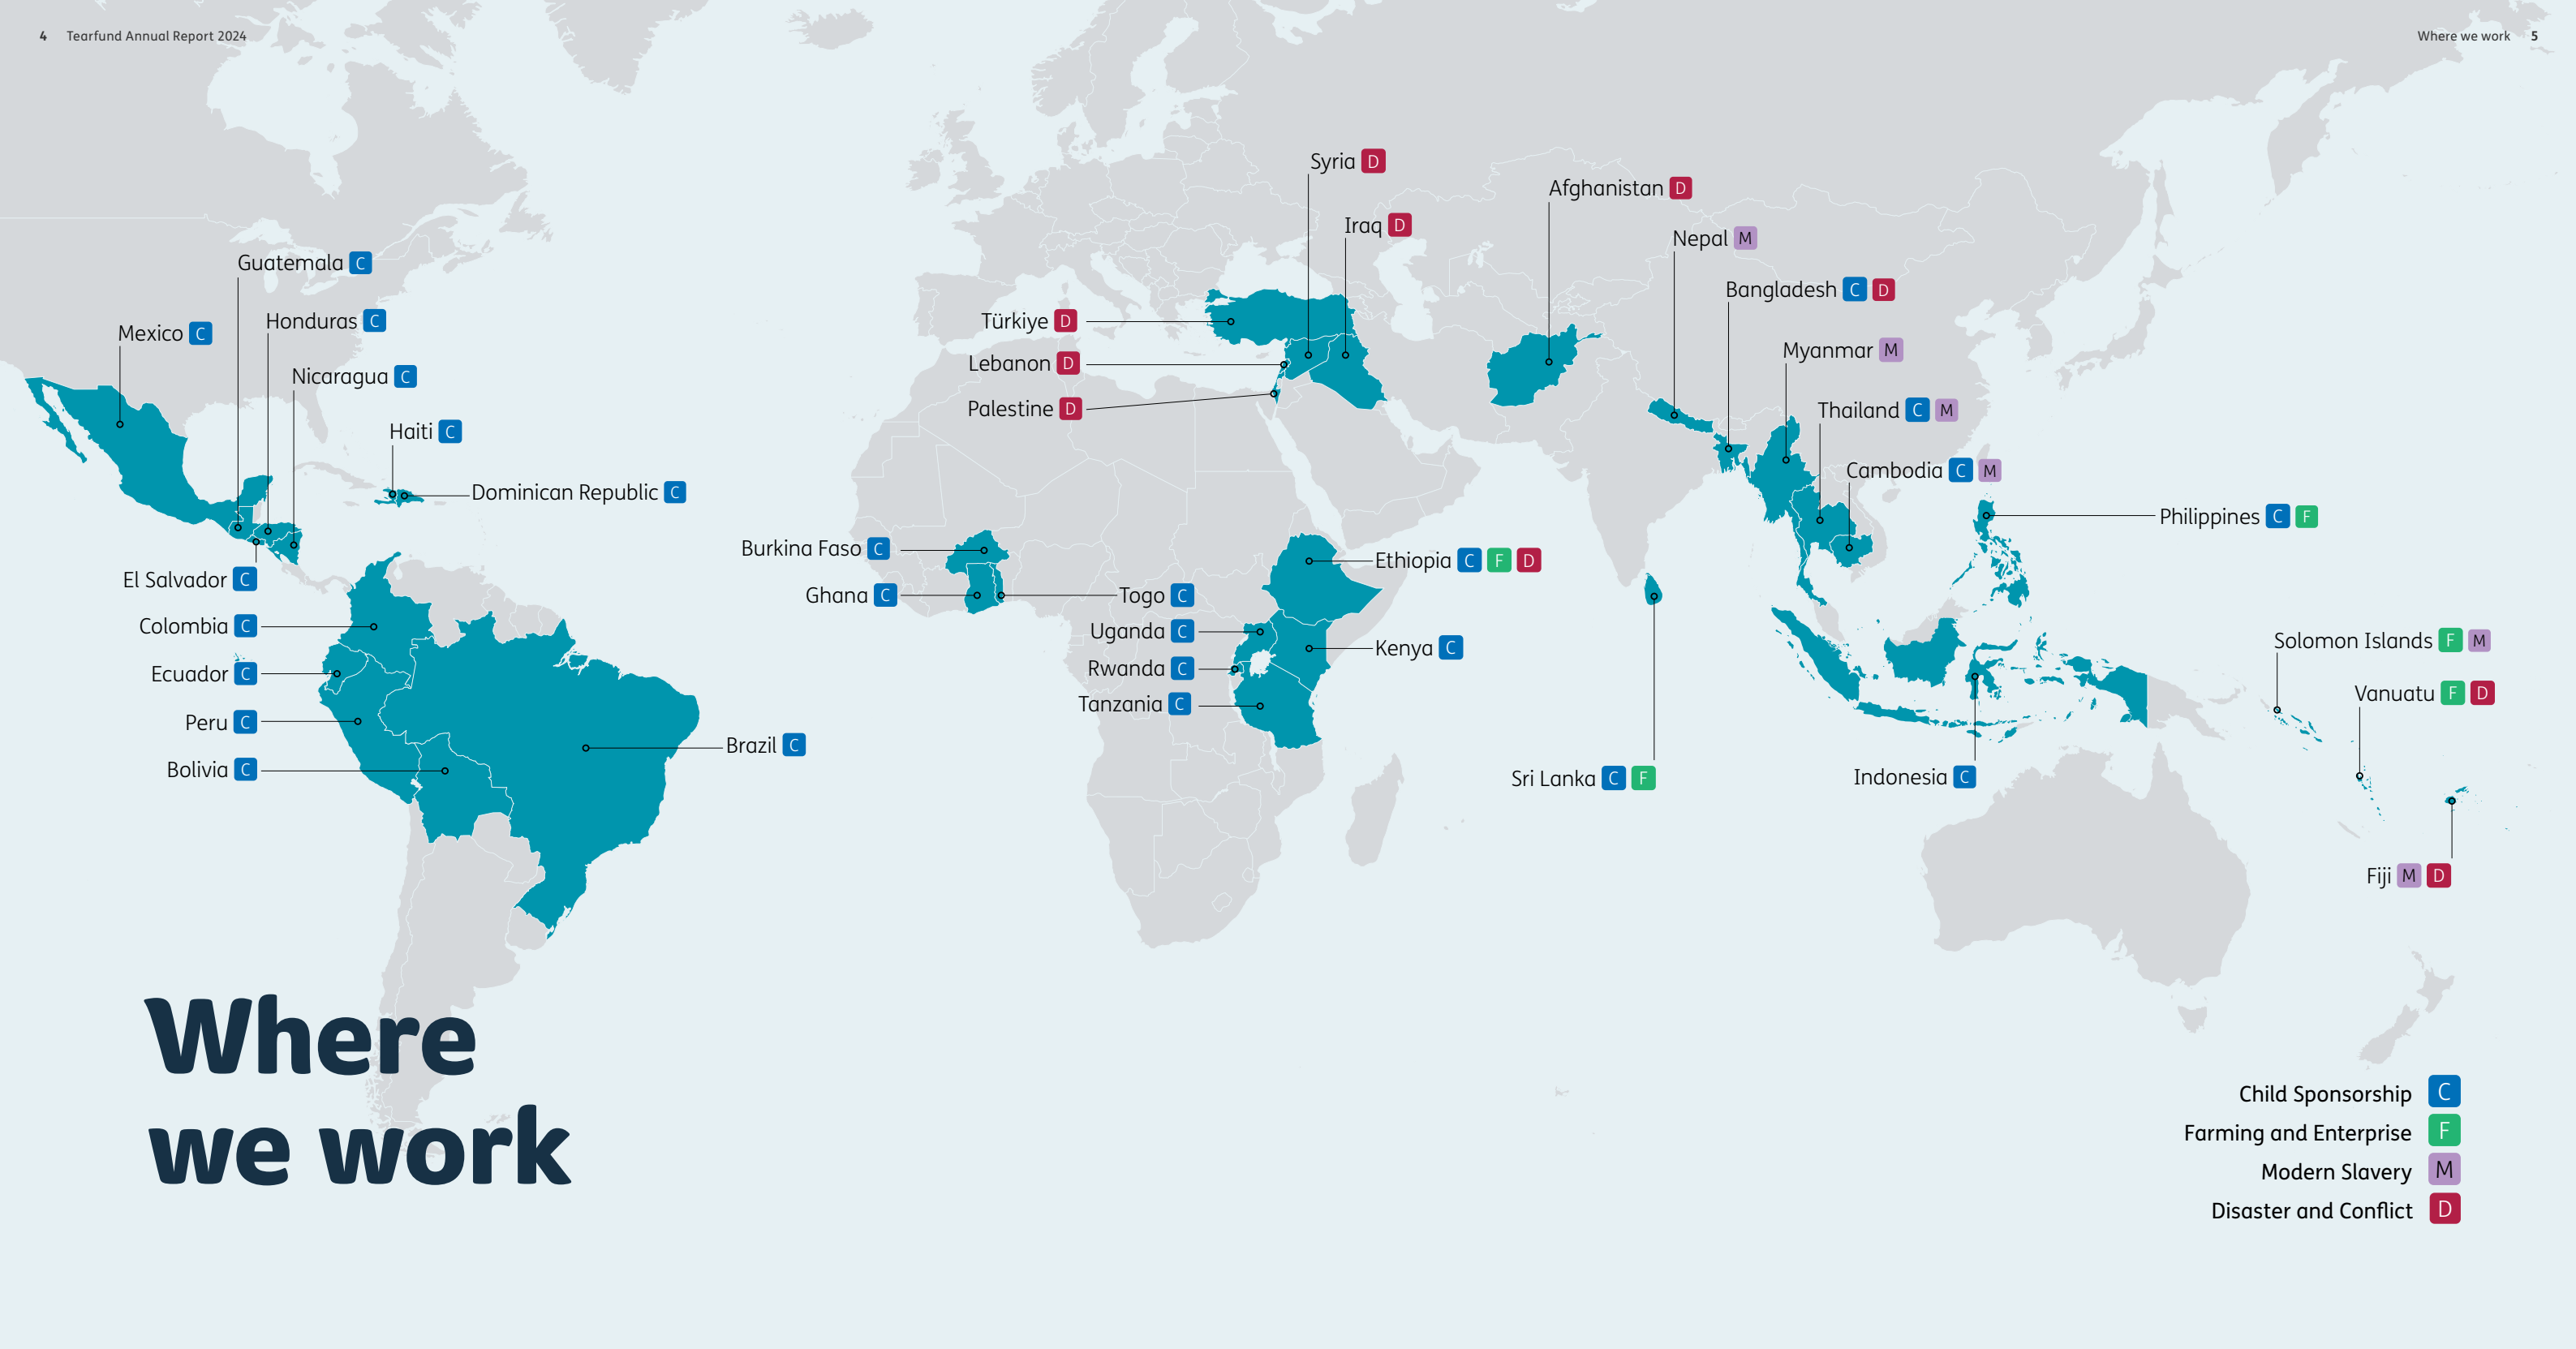 4 Tearfund Annual Report 2024
Where we work 5
Guatemala C
Mexico C
Honduras C
Nicaragua C
Haiti C
Dominican Republic C
El Salvador C
Colombia C
Ecuador C
Peru C
Bolivia C
Brazil C
Syria D
Iraq D
Türkiye D
Lebanon D
Palestine D
Burkina Faso C
Ghana C
Togo C
Uganda C
Rwanda C
Tanzania C
Ethiopia C F D
Kenya C
Afghanistan D
Nepal M
Bangladesh C D
Myanmar M
Thailand C M
Cambodia C M
Philippines C F
Sri Lanka C F
Indonesia C
Solomon Islands F M
Vanuatu F D
Fiji M D
Where
we work
Child Sponsorship C
Farming and Enterprise F
Modern Slavery M
Disaster and Conflict D